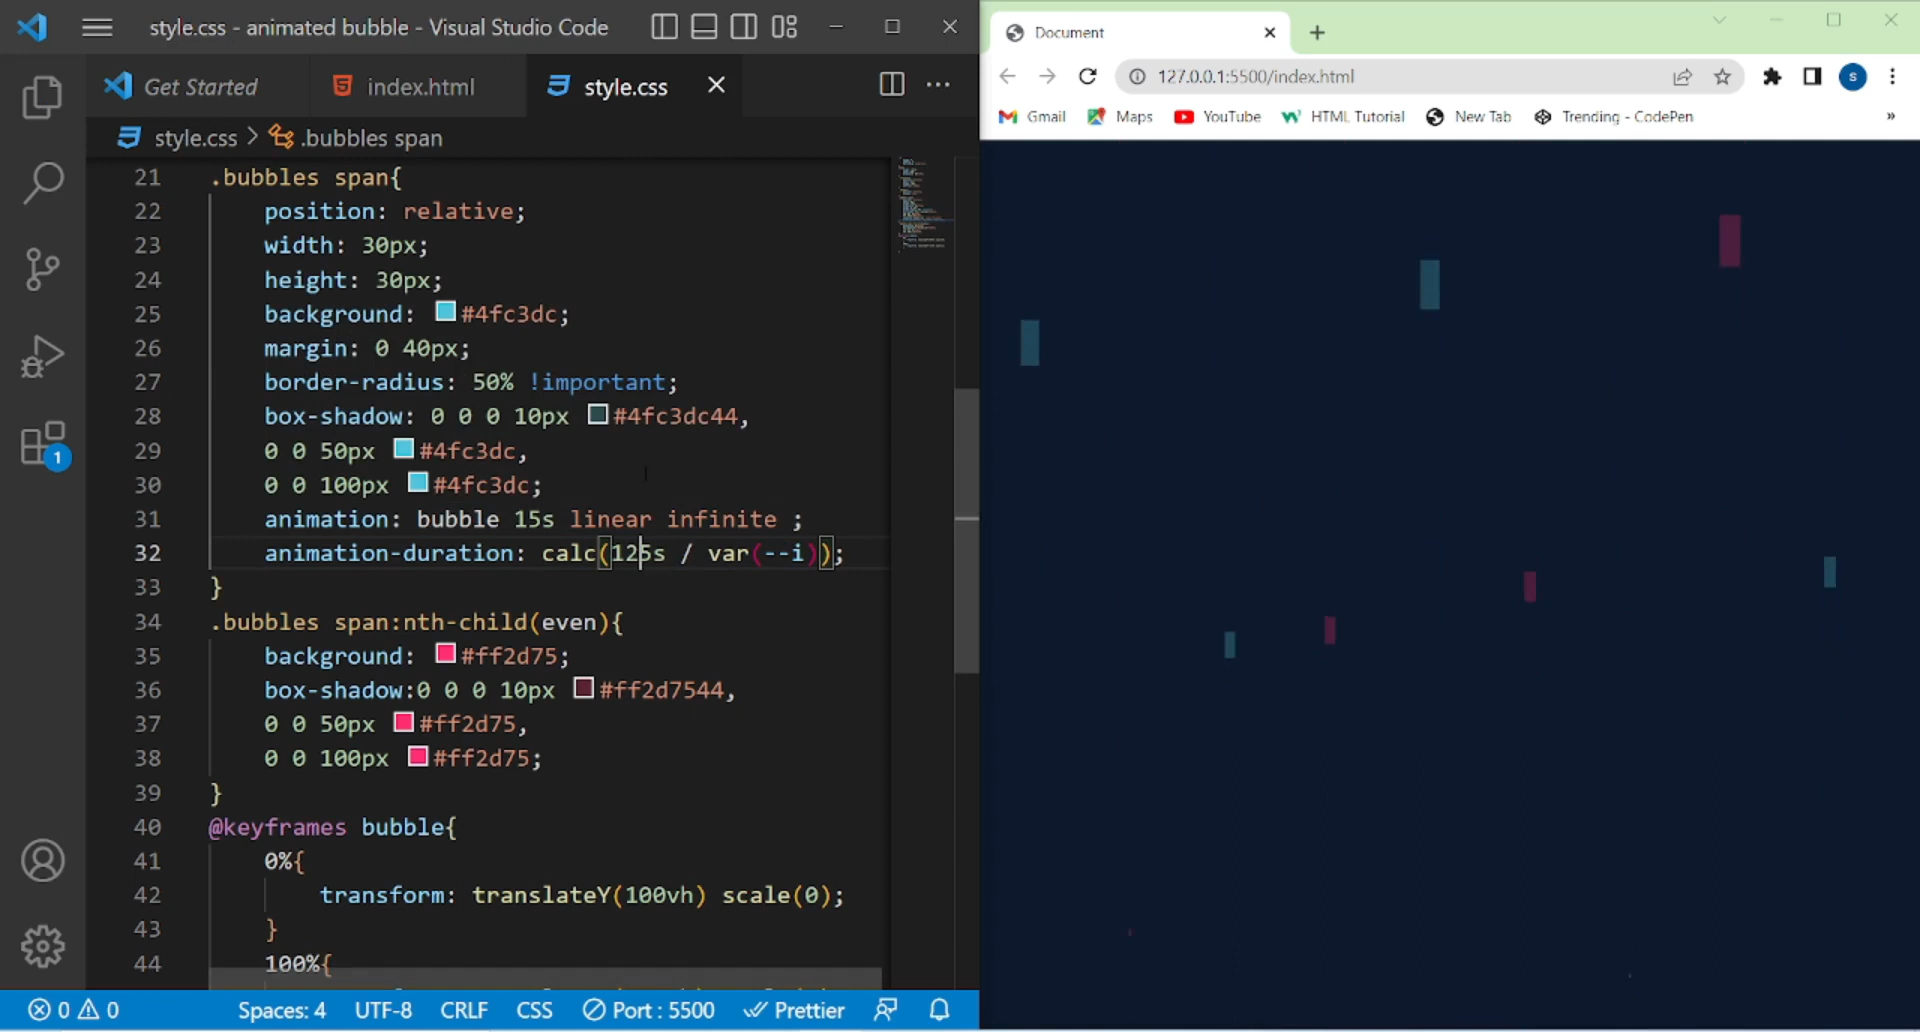 style.css - animated bubble - Visual Studio Code
Get Started
index.html
style.css
style.css > .bubbles span
21 .bubbles span{
22 position: relative;
23 width: 30px;
24 height: 30px;
25 background: #4fc3dc;
26 margin: 0 40px;
27 border-radius: 50% !important;
28 box-shadow: 0 0 0 10px #4fc3dc44,
29 0 0 50px #4fc3dc,
30 0 0 100px #4fc3dc;
31 animation: bubble 15s linear infinite ;
32 animation-duration: calc(125s / var(--i));
33 }
34 .bubbles span:nth-child(even){
35 background: #ff2d75;
36 box-shadow:0 0 0 10px #ff2d7544,
37 0 0 50px #ff2d75,
38 0 0 100px #ff2d75;
39 }
40 @keyframes bubble{
41 0%{
42 transform: translateY(100vh) scale(0);
43 }
44 100%{
1
0 0 Spaces: 4 UTF-8 CRLF CSS Port : 5500 Prettier
Document
127.0.0.1:5500/index.html
S
Gmail Maps YouTube HTML Tutorial New Tab Trending - CodePen »